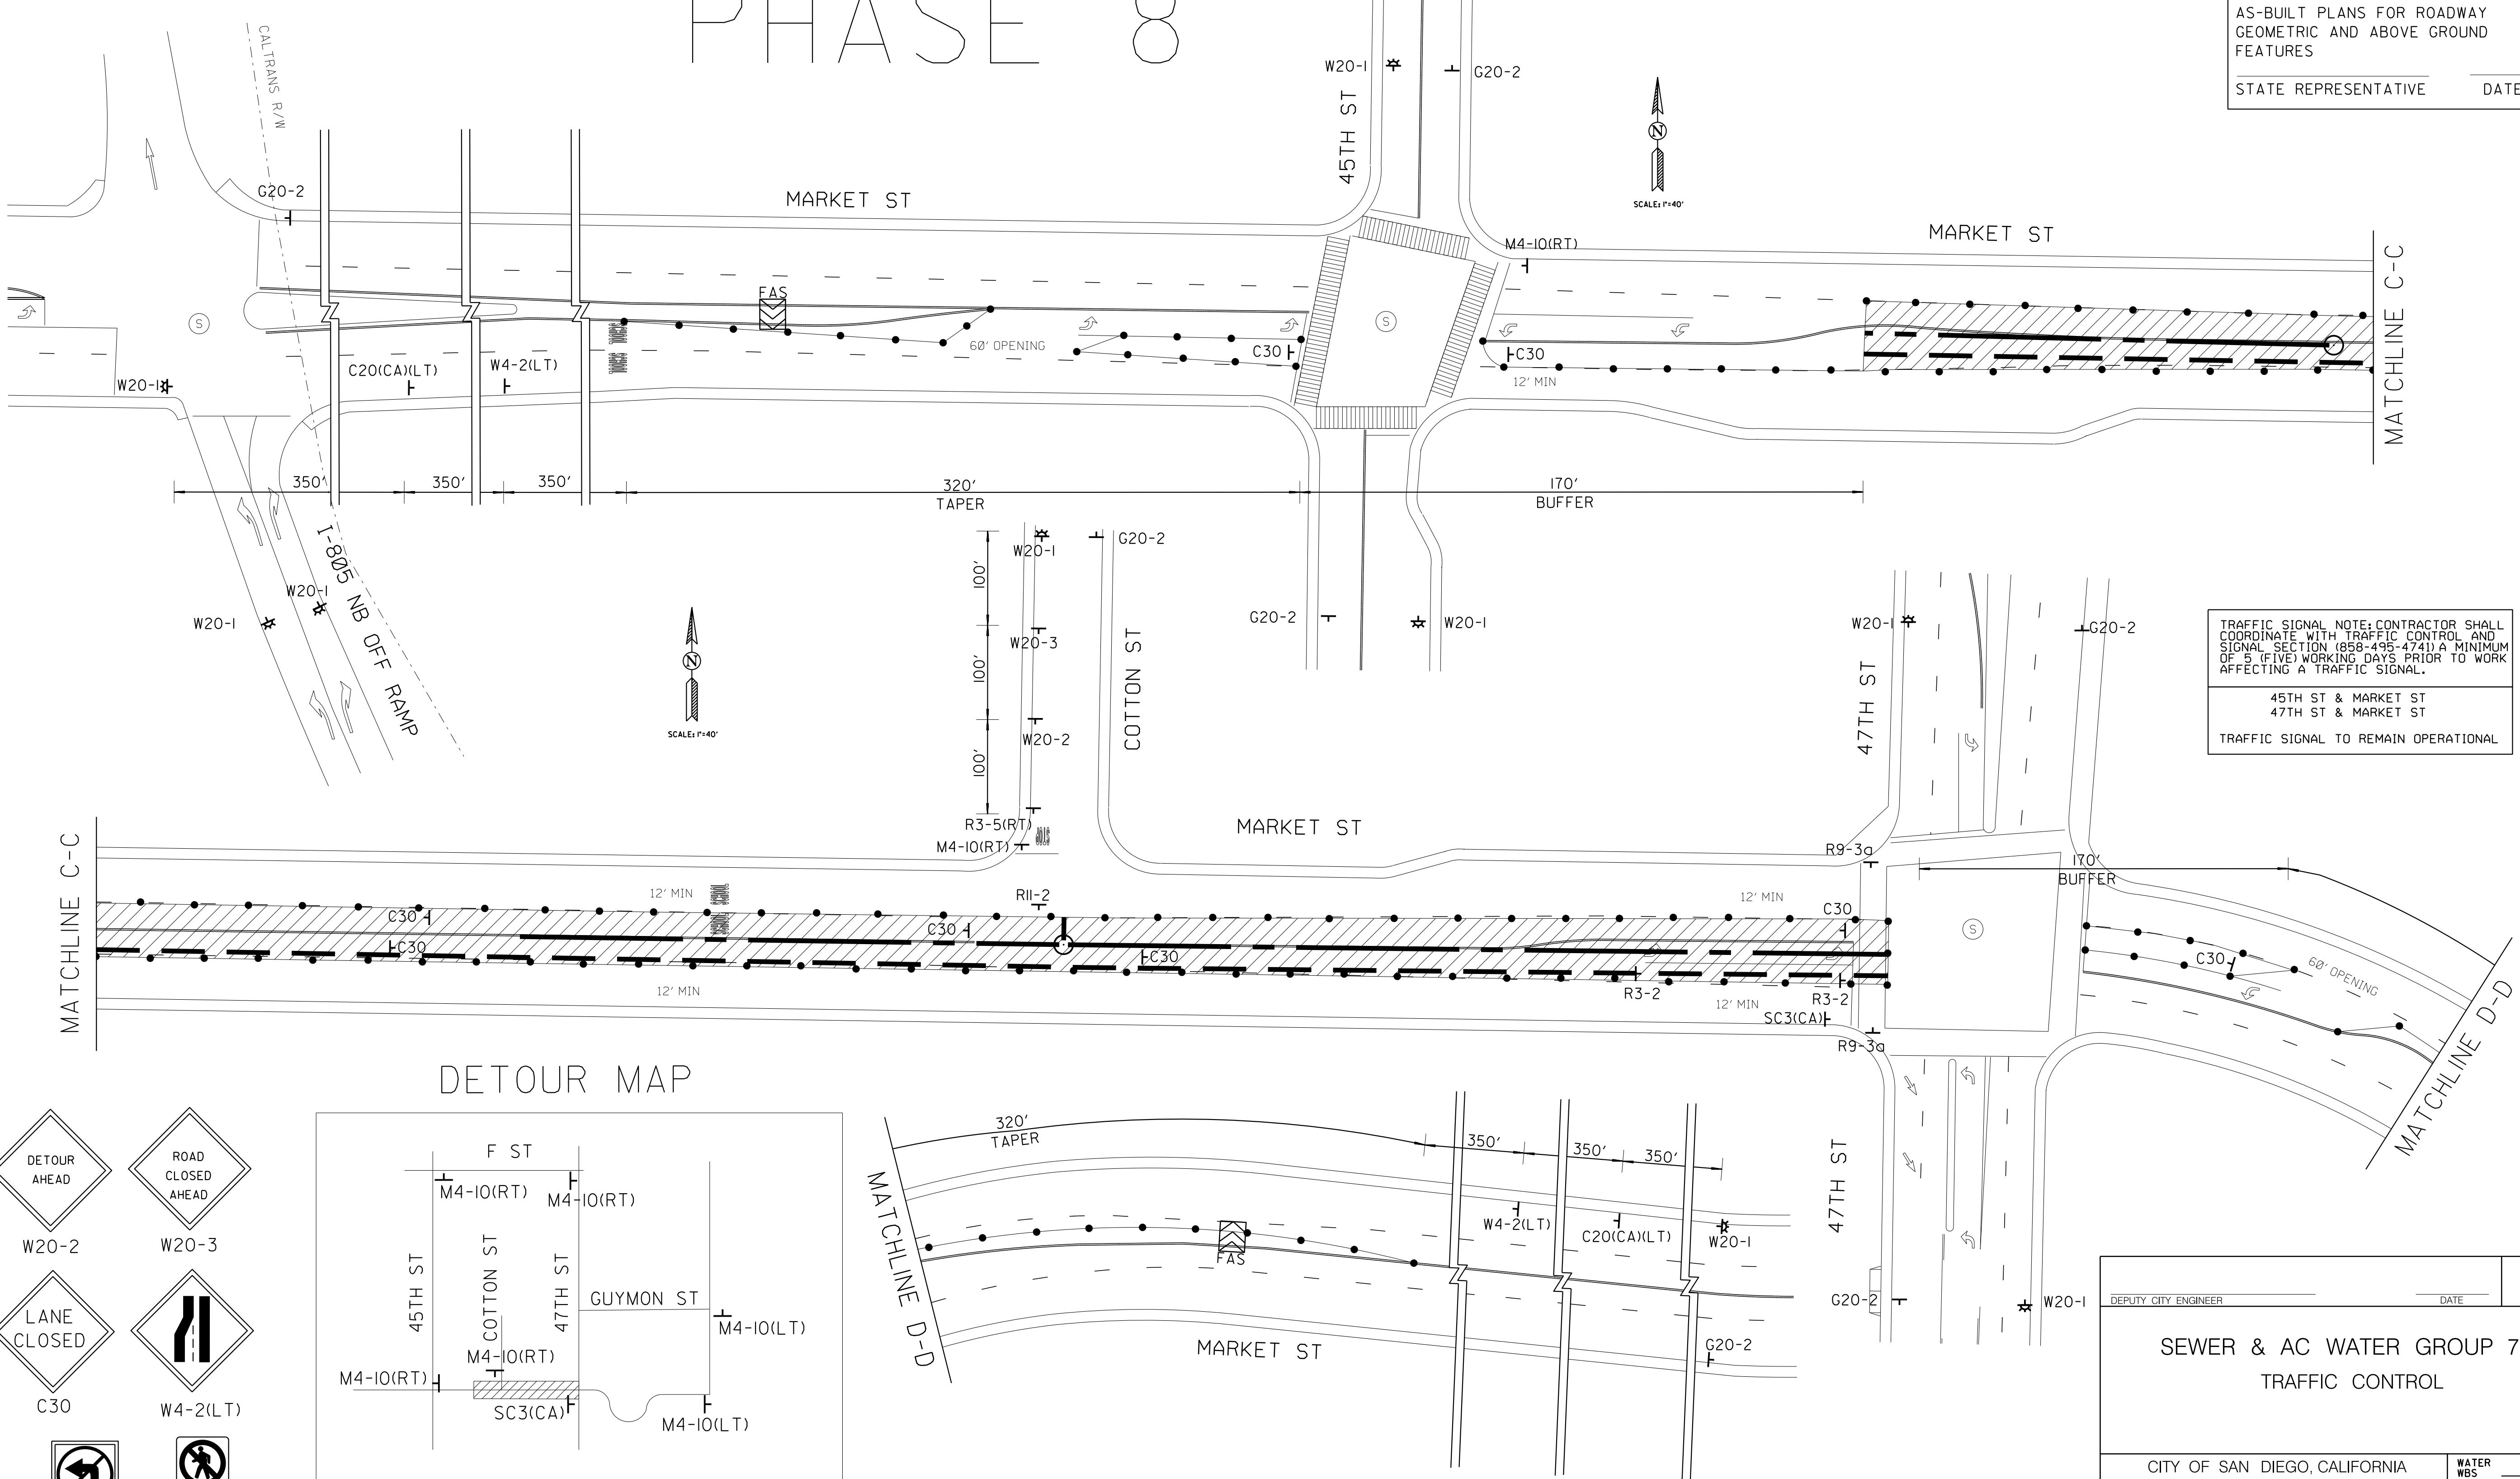 PHASE 8
AS-BUILT PLANS FOR ROADWAY
GEOMETRIC AND ABOVE GROUND
FEATURES
STATE REPRESENTATIVE DATE
CALTRANS R/W
W20-1
G20-2
45TH ST
N
SCALE: 1"=40'
G20-2
MARKET ST
M4-10(RT)
MARKET ST
MATCHLINE C-C
FAS
S
60' OPENING
C30
S
C30
12' MIN
W20-1
C20(CA)(LT)
W4-2(LT)
350'
350'
350'
320'
TAPER
170'
BUFFER
I-805 NB OFF RAMP
W20-1
W20-1
N
SCALE: 1"=40'
100'
100'
100'
W20-1
W20-3
W20-2
R3-5(RT)
M4-10(RT)
STOP
G20-2
COTTON ST
G20-2
W20-1
W20-1
G20-2
47TH ST
TRAFFIC SIGNAL NOTE: CONTRACTOR SHALL
COORDINATE WITH TRAFFIC CONTROL AND
SIGNAL SECTION (858-495-4741) A MINIMUM
OF 5 (FIVE) WORKING DAYS PRIOR TO WORK
AFFECTING A TRAFFIC SIGNAL.
45TH ST & MARKET ST
47TH ST & MARKET ST
TRAFFIC SIGNAL TO REMAIN OPERATIONAL
MATCHLINE C-C
MARKET ST
12' MIN
R11-2
12' MIN
R9-3a
C30
C30
C30
C30
C30
12' MIN
R3-2
12' MIN
R3-2
SC3(CA)
R9-3a
S
170'
BUFFER
C30
60' OPENING
MATCHLINE D-D
DETOUR MAP
DETOUR
AHEAD
W20-2
ROAD
CLOSED
AHEAD
W20-3
LANE
CLOSED
C30
W4-2(LT)
F ST
M4-10(RT)
M4-10(RT)
45TH ST
COTTON ST
47TH ST
GUYMON ST
M4-10(LT)
M4-10(RT)
M4-10(RT)
SC3(CA)
M4-10(LT)
MATCHLINE D-D
320'
TAPER
350'
350'
350'
W4-2(LT)
C20(CA)(LT)
W20-1
FAS
MARKET ST
G20-2
47TH ST
G20-2
W20-1
DEPUTY CITY ENGINEER DATE
SEWER & AC WATER GROUP 7
TRAFFIC CONTROL
CITY OF SAN DIEGO, CALIFORNIA
WATER
WBS